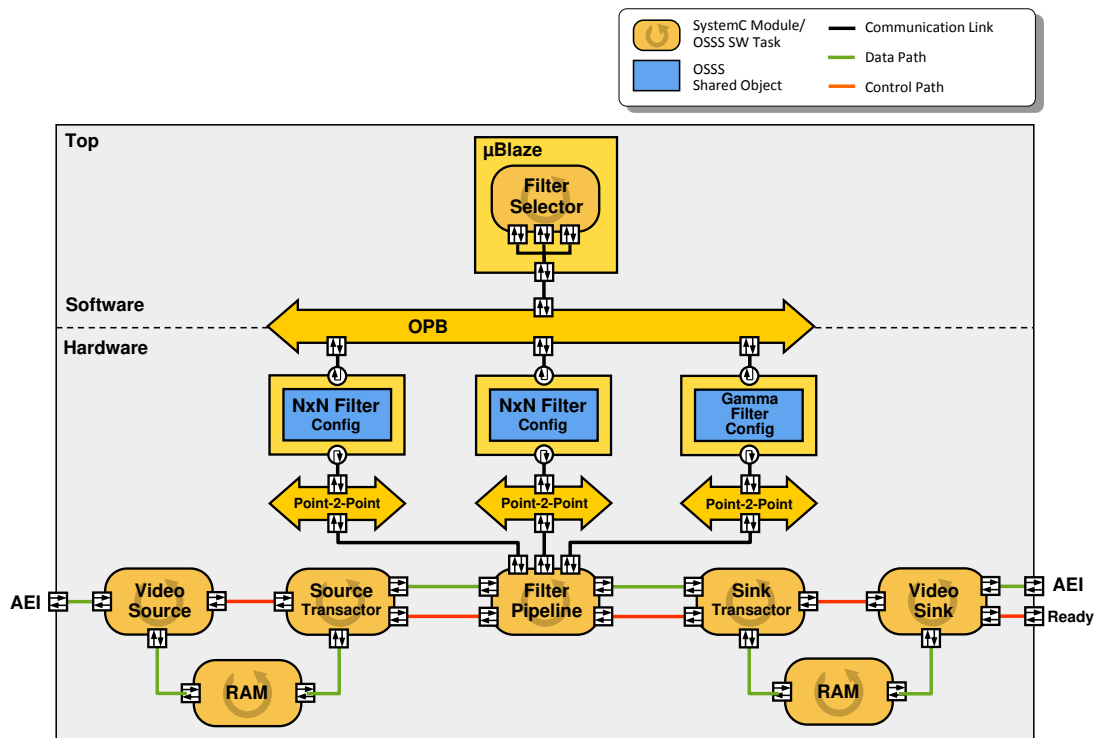 SystemC Module/
OSSS SW Task
OSSS
Shared Object
Communication Link
Data Path
Control Path
Top
µBlaze
Filter
Selector
Software
OPB
Hardware
NxN Filter
Config
NxN Filter
Config
Gamma
Filter
Config
Point-2-Point
Point-2-Point
Point-2-Point
AEI
Video
Source
Source
Transactor
Filter
Pipeline
Sink
Transactor
Video
Sink
AEI
Ready
RAM
RAM